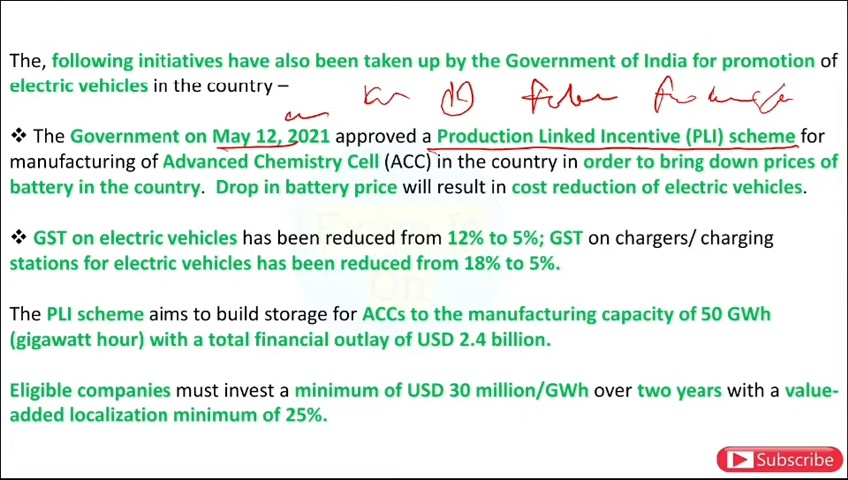 The, following initiatives have also been taken up by the Government of India for promotion of
electric vehicles in the country –
❖ The Government on May 12, 2021 approved a Production Linked Incentive (PLI) scheme for
manufacturing of Advanced Chemistry Cell (ACC) in the country in order to bring down prices of
battery in the country. Drop in battery price will result in cost reduction of electric vehicles.
❖ GST on electric vehicles has been reduced from 12% to 5%; GST on chargers/ charging
stations for electric vehicles has been reduced from 18% to 5%.
The PLI scheme aims to build storage for ACCs to the manufacturing capacity of 50 GWh
(gigawatt hour) with a total financial outlay of USD 2.4 billion.
Eligible companies must invest a minimum of USD 30 million/GWh over two years with a value-
added localization minimum of 25%.
Subscribe